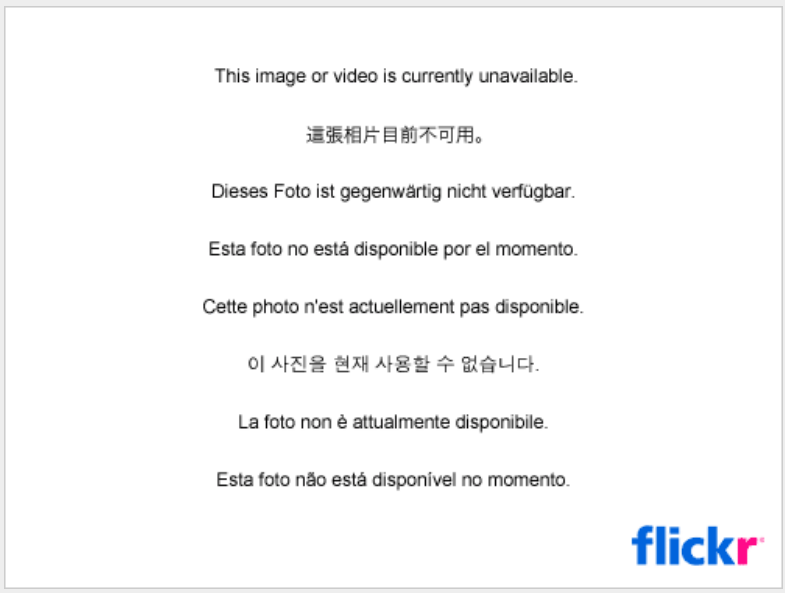 This image or video is currently unavailable.
這張相片目前不可用。
Dieses Foto ist gegenwärtig nicht verfügbar.
Esta foto no está disponible por el momento.
Cette photo n'est actuellement pas disponible.
이 사진을 현재 사용할 수 없습니다.
La foto non è attualmente disponibile.
Esta foto não está disponível no momento.
flickr